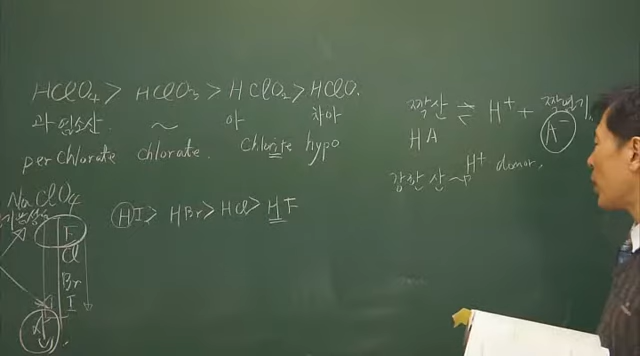 HClO4 > HClO3 > HClO2 > HClO.
과염소산. ~ 아 차아
perchlorate chlorate. Chlorite hypo
NaClO4
F
Cl
Br
I
A
HI > HBr > HCl > HF
짝산 ⇌ H+ + 짝염기
HA A-
강한 산 → H+ donor.